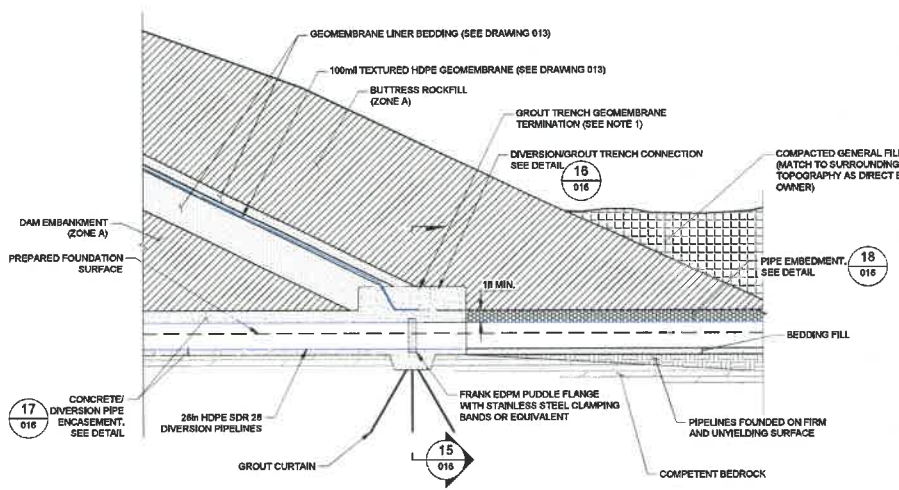 GEOMEMBRANE LINER BEDDING (SEE DRAWING 013)
100mil TEXTURED HDPE GEOMEMBRANE (SEE DRAWING 013)
BUTTRESS ROCKFILL
(ZONE A)
GROUT TRENCH GEOMEMBRANE
TERMINATION (SEE NOTE 1)
DIVERSION/GROUT TRENCH CONNECTION
SEE DETAIL
16
016
COMPACTED GENERAL FILL
(MATCH TO SURROUNDING
TOPOGRAPHY AS DIRECT
OWNER)
DAM EMBANKMENT
(ZONE A)
PREPARED FOUNDATION
SURFACE
1ft MIN.
PIPE EMBEDMENT.
SEE DETAIL
18
016
BEDDING FILL
17
016
CONCRETE/
DIVERSION PIPE
ENCASEMENT.
SEE DETAIL
26in HDPE SDR 26
DIVERSION PIPELINES
FRANK EDPM PUDDLE FLANGE
WITH STAINLESS STEEL CLAMPING
BANDS OR EQUIVALENT
PIPELINES FOUNDED ON FIRM
AND UNYIELDING SURFACE
GROUT CURTAIN
15
016
COMPETENT BEDROCK